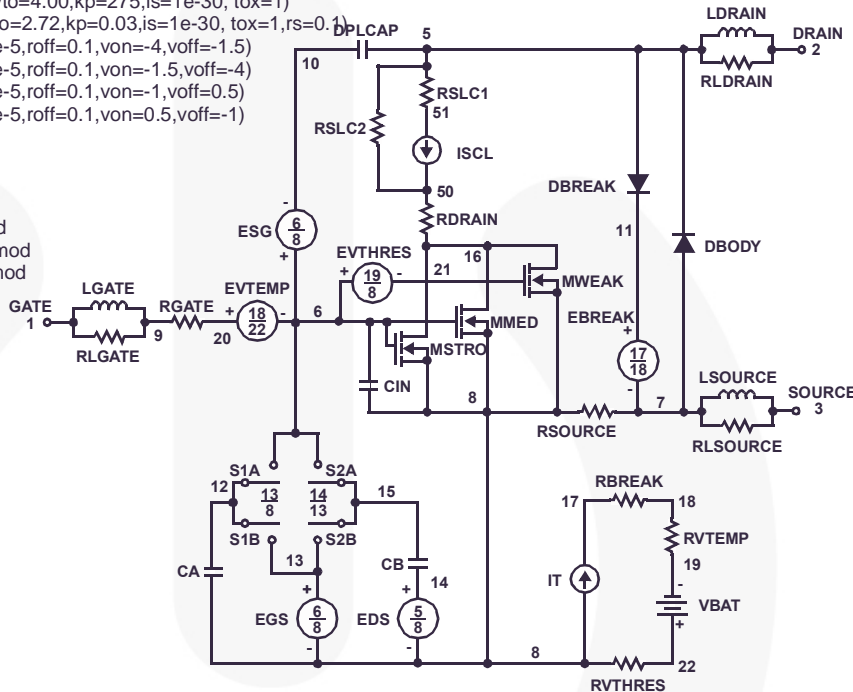 vto=4.00,kp=275,is=1e-30, tox=1)
o=2.72,kp=0.03,is=1e-30, tox=1,rs=0.1)
e-5,roff=0.1,von=-4,voff=-1.5)
e-5,roff=0.1,von=-1.5,voff=-4)
e-5,roff=0.1,von=-1,voff=0.5)
e-5,roff=0.1,von=0.5,voff=-1)
d
mod
mod
DPLCAP
5
10
LDRAIN
DRAIN
2
RLDRAIN
RSLC1
51
RSLC2
ISCL
50
RDRAIN
DBREAK
11
DBODY
-
ESG
6
8
+
EVTHRES
+
19
8
-
21
16
MWEAK
LGATE
GATE
1
RGATE
EVTEMP
+
18
22
-
6
9
20
RLGATE
MMED
MSTRO
EBREAK
+
17
18
-
CIN
8
LSOURCE
SOURCE
3
7
RSOURCE
RLSOURCE
S1A
S2A
12
13
8
14
13
15
S1B
S2B
13
CA
CB
14
+
EGS
6
8
-
+
EDS
5
8
-
RBREAK
17
18
RVTEMP
19
-
IT
VBAT
+
8
22
RVTHRES